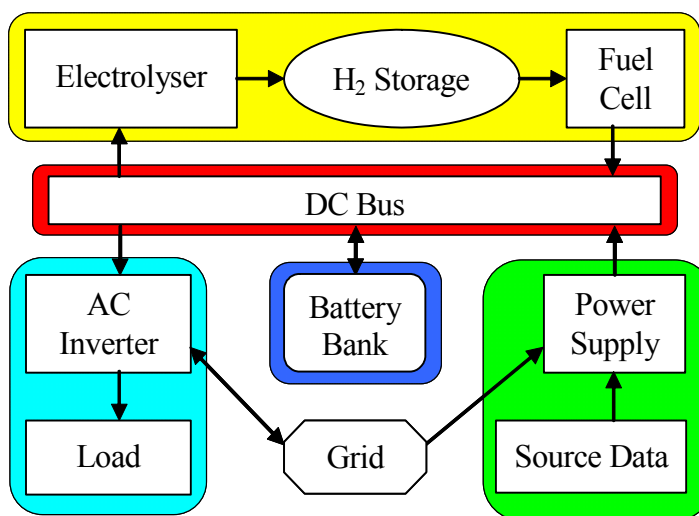 Electrolyser
H₂ Storage
Fuel
Cell
DC Bus
AC
Inverter
Battery
Bank
Power
Supply
Load
Grid
Source Data